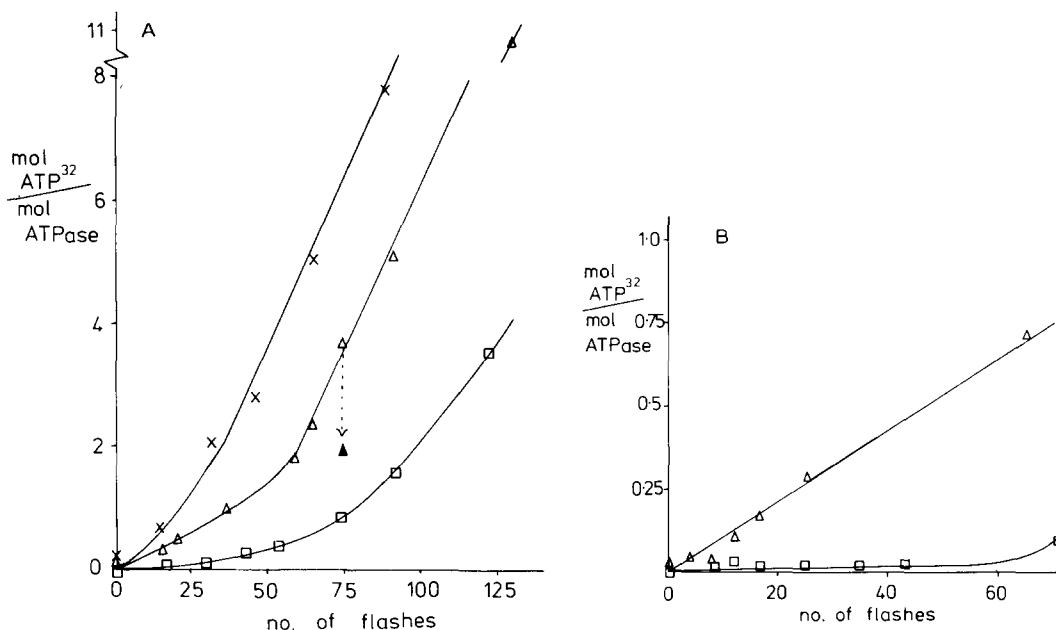 A
11
8
6
4
2
0
mol
ATP³²
mol
ATPase
0
25
50
75
100
125
no. of flashes
B
1·0
0·75
0·5
0·25
mol
ATP³²
mol
ATPase
0
20
40
60
no. of flashes